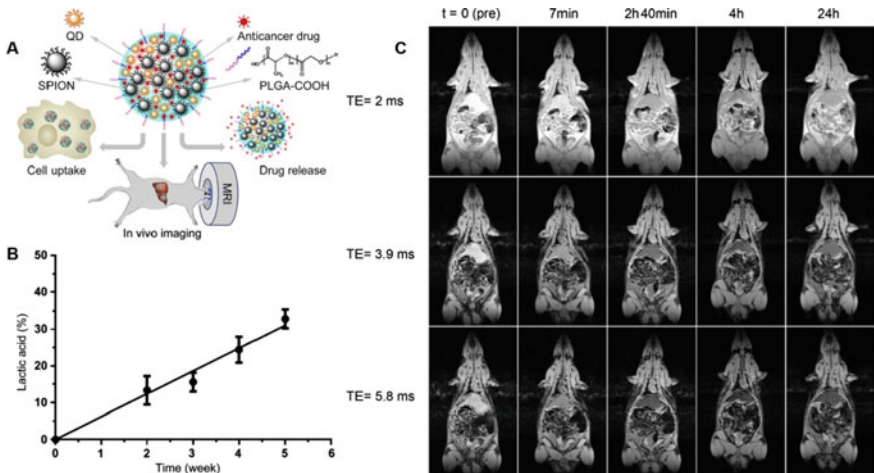 A
QD
Anticancer drug
SPION
PLGA-COOH
Cell uptake
Drug release
MRI
In vivo imaging
B
Lactic acid (%)
50
40
30
20
10
0
0 1 2 3 4 5 6
Time (week)
C
t = 0 (pre) 7min 2h 40min 4h 24h
TE= 2 ms
TE= 3.9 ms
TE= 5.8 ms